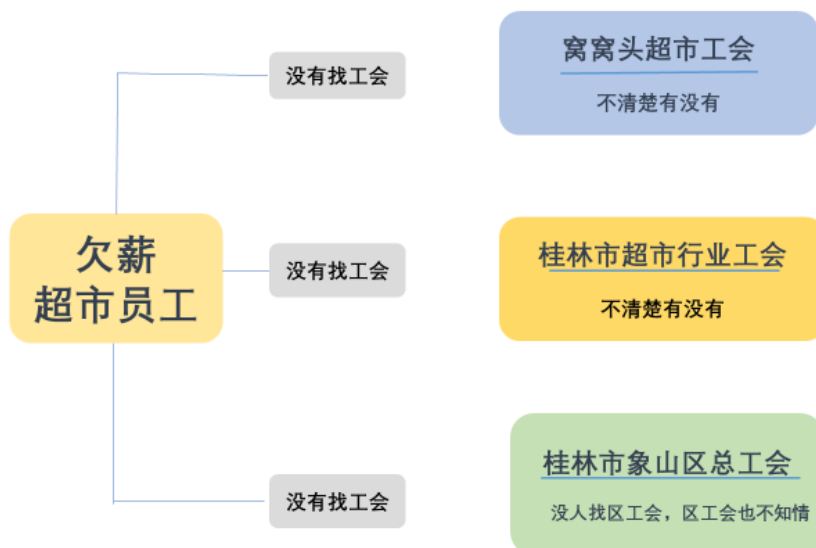 没有找工会
窝窝头超市工会
不清楚有没有
欠薪
超市员工
没有找工会
桂林市超市行业工会
不清楚有没有
没有找工会
桂林市象山区总工会
没人找区工会，区工会也不知情